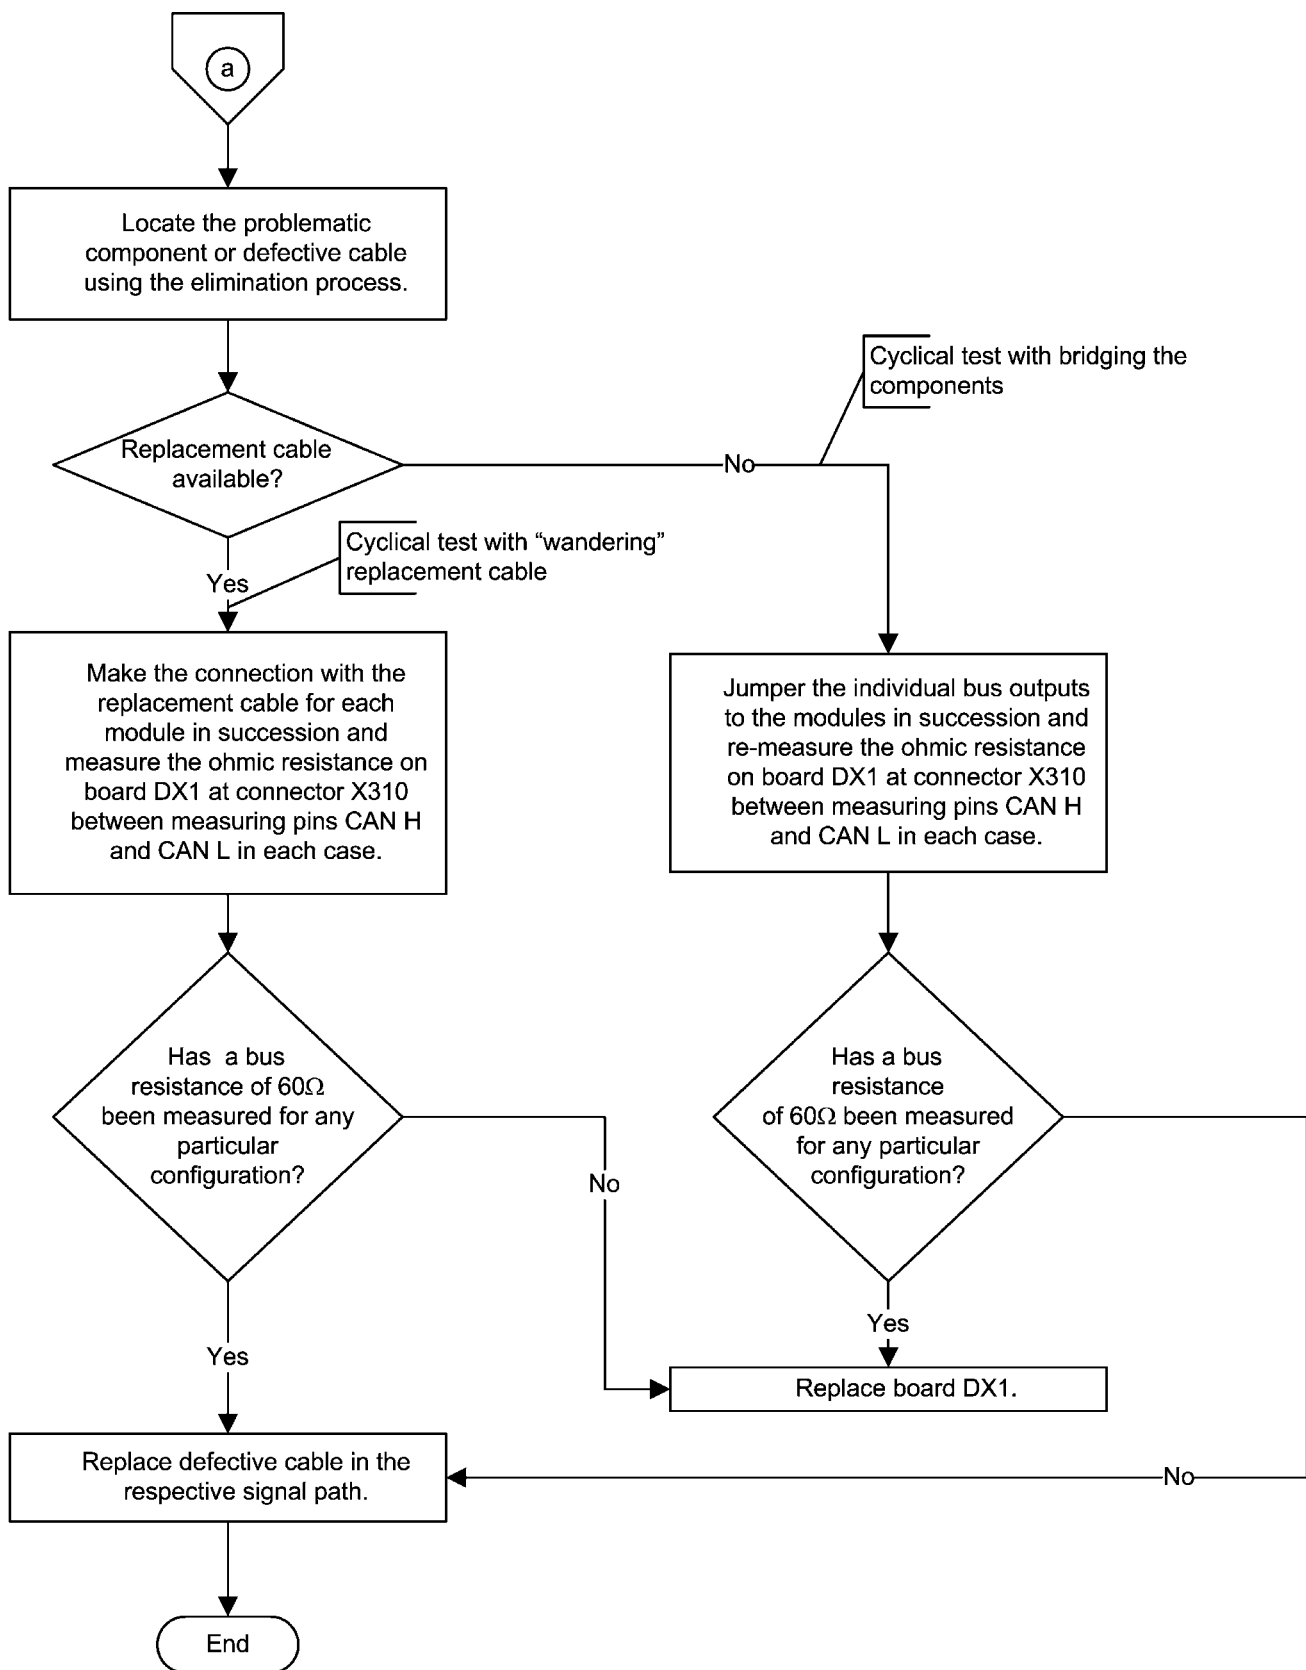 a
Locate the problematic
component or defective cable
using the elimination process.
Cyclical test with bridging the
components
Replacement cable
available?
No
Cyclical test with “wandering”
replacement cable
Yes
Make the connection with the
replacement cable for each
module in succession and
measure the ohmic resistance on
board DX1 at connector X310
between measuring pins CAN H
and CAN L in each case.
Jumper the individual bus outputs
to the modules in succession and
re-measure the ohmic resistance
on board DX1 at connector X310
between measuring pins CAN H
and CAN L in each case.
Has a bus
resistance of 60Ω
been measured for any
particular
configuration?
No
Has a bus
resistance
of 60Ω been measured
for any particular
configuration?
Yes
Yes
Replace board DX1.
Replace defective cable in the
respective signal path.
No
End